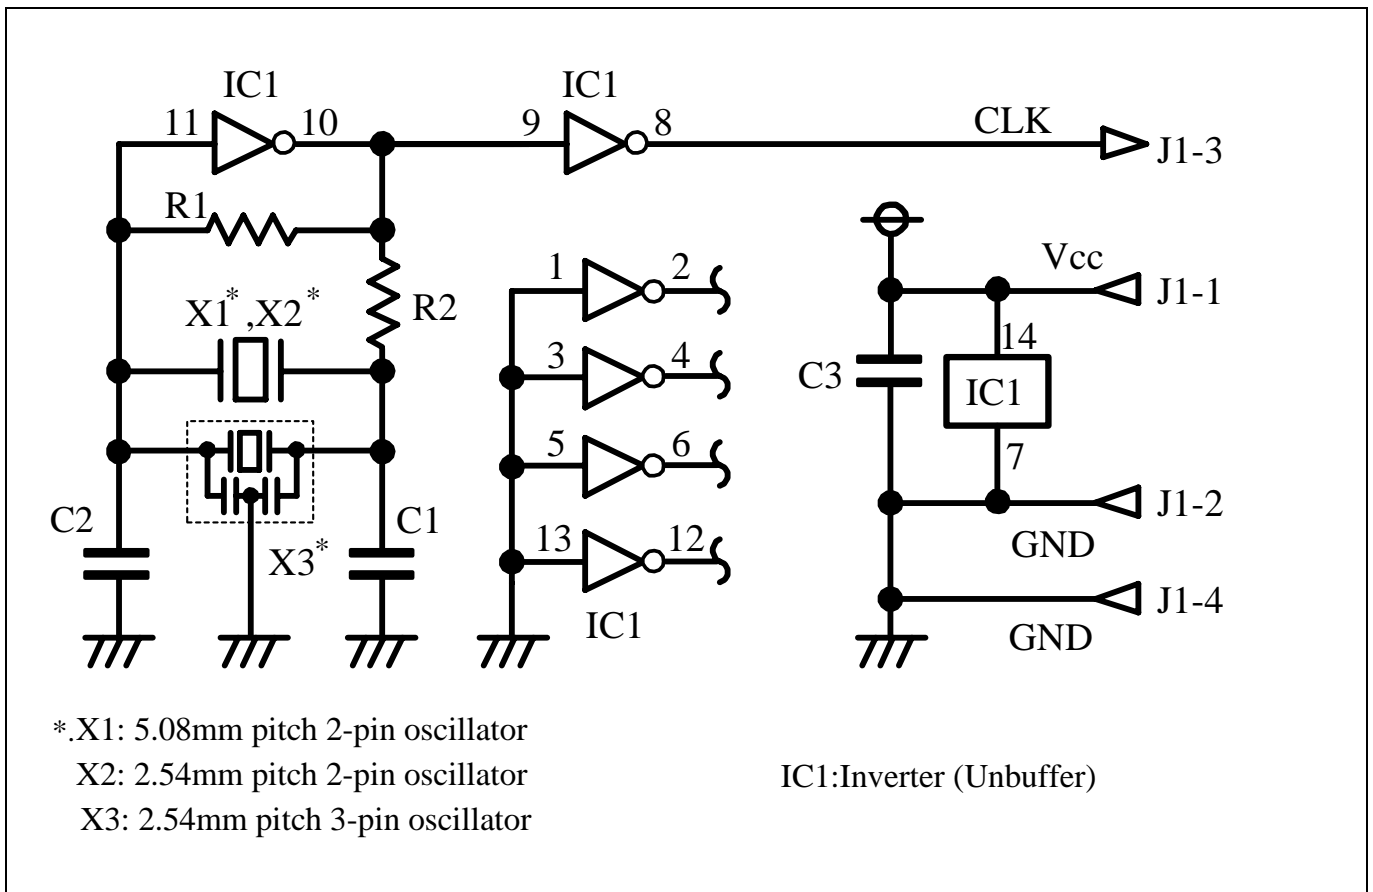 IC1
IC1
11
10
9
8
CLK
J1-3
R1
X1* ,X2*
R2
1
2
3
4
5
6
13
12
IC1
Vcc
J1-1
14
C3
IC1
7
J1-2
GND
J1-4
GND
C2
C1
X3*
*.X1: 5.08mm pitch 2-pin oscillator
X2: 2.54mm pitch 2-pin oscillator
X3: 2.54mm pitch 3-pin oscillator
IC1:Inverter (Unbuffer)